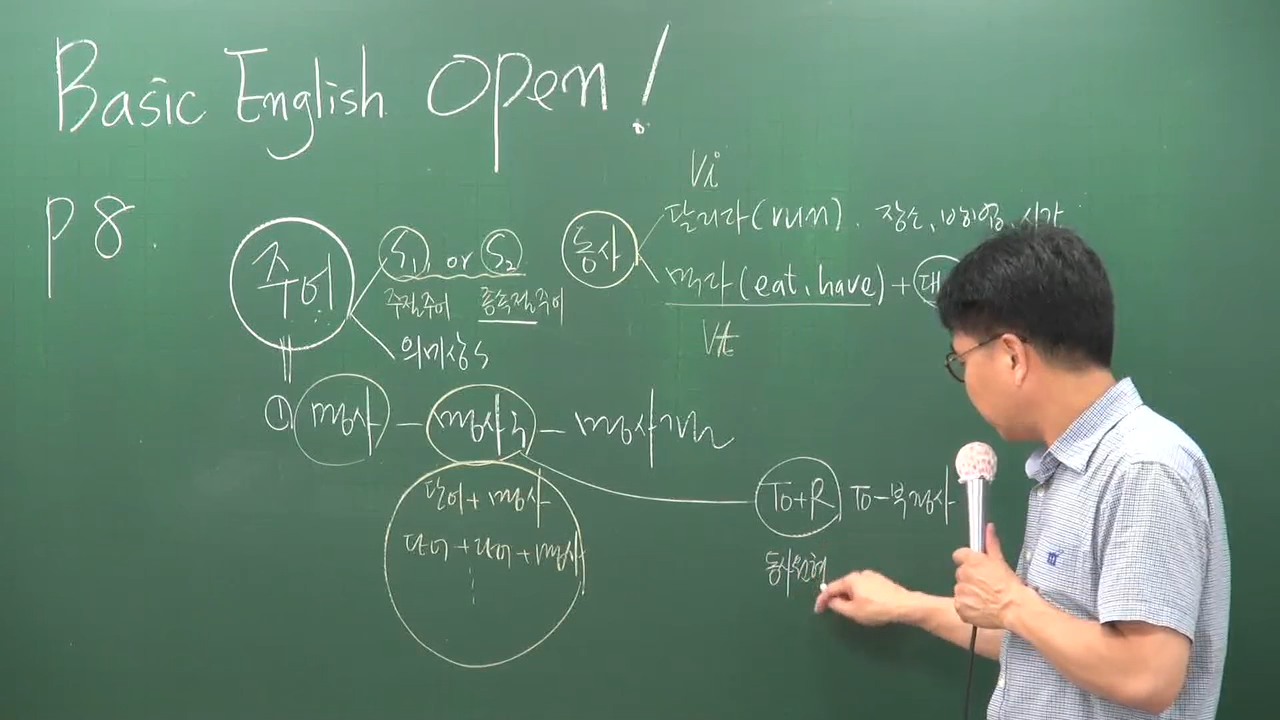 Basic English Open!
p8
주어
S1 or S2
주절주어 종속절주어
의미상 S
동사
Vi
달리다(run). 장소, 방법, 시간
먹다(eat, have) + 대
Vt
① 명사 - 명사구 - 명사절
단어 + 명사
단어 + 단어 + 명사
To+R To-부정사
동사원형